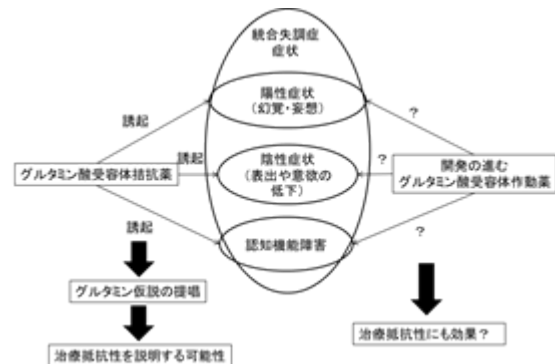 統合失調症
症状
陽性症状
(幻覚・妄想)
誘起
?
グルタミン酸受容体拮抗薬
誘起
陰性症状
(表出や意欲の
低下)
?
開発の進む
グルタミン酸受容体作動薬
誘起
認知機能障害
?
グルタミン仮説の提唱
治療抵抗性を説明する可能性
治療抵抗性にも効果？